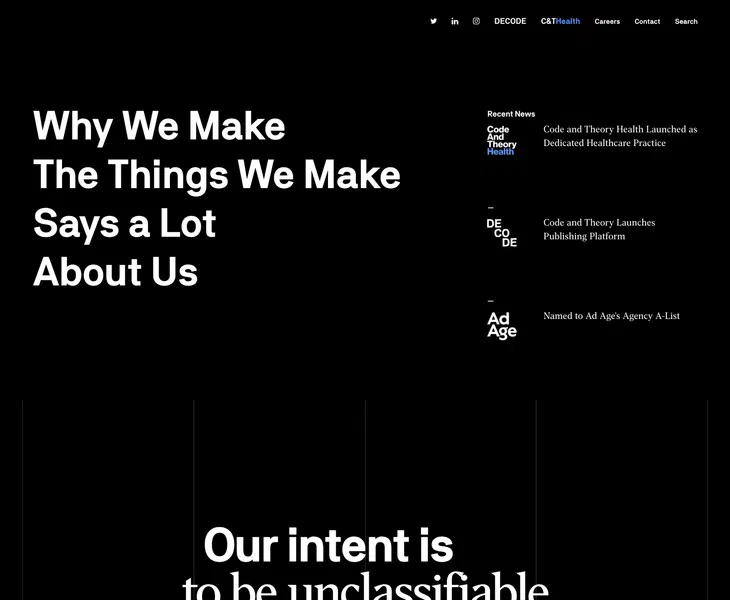 DECODE
C&THealth
Careers
Contact
Search
Why We Make
The Things We Make
Says a Lot
About Us
Recent News
Code
And
Theory
Health
Code and Theory Health Launched as
Dedicated Healthcare Practice
DE
CO
DE
Code and Theory Launches
Publishing Platform
Ad
Age
Named to Ad Age's Agency A-List
Our intent is
to be unclassifiable